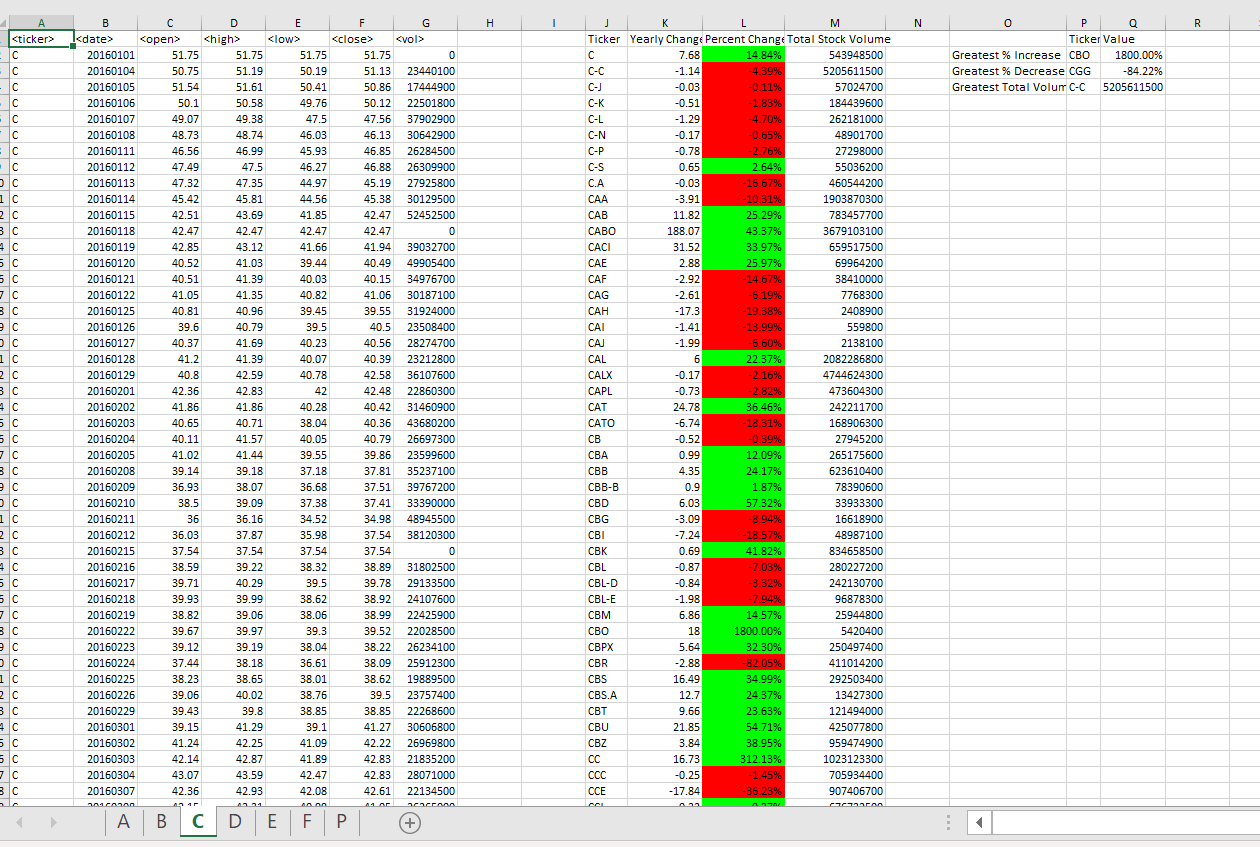 A B C D E F G H I J K L M N O P Q R
<ticker> <date> <open> <high> <low> <close> <vol> Ticker Yearly Change Percent Change Total Stock Volume Ticker Value
C 20160101 51.75 51.75 51.75 51.75 0 C 7.68 14.84% 543948500 Greatest % Increase CBO 1800.00%
C 20160104 50.75 51.19 50.19 51.13 23440100 C-C -1.14 -4.39% 5205611500 Greatest % Decrease CGG -84.22%
C 20160105 51.54 51.61 50.41 50.86 17444900 C-J -0.03 -0.11% 57024700 Greatest Total Volum C-C 5205611500
C 20160106 50.1 50.58 49.76 50.12 22501800 C-K -0.51 -1.83% 184439600
C 20160107 49.07 49.38 47.5 47.56 37902900 C-L -1.29 -4.70% 262181000
C 20160108 48.73 48.74 46.03 46.13 30642900 C-N -0.17 -0.65% 48901700
C 20160111 46.56 46.99 45.93 46.85 26284500 C-P -0.78 -2.76% 27298000
C 20160112 47.49 47.5 46.27 46.88 26309900 C-S 0.65 2.64% 55036200
C 20160113 47.32 47.35 44.97 45.19 27925800 C.A -0.03 -16.67% 460544200
C 20160114 45.42 45.81 44.56 45.38 30129500 CAA -3.91 -10.31% 1903870300
C 20160115 42.51 43.69 41.85 42.47 52452500 CAB 11.82 25.29% 783457700
C 20160118 42.47 42.47 42.47 42.47 0 CABO 188.07 43.37% 3679103100
C 20160119 42.85 43.12 41.66 41.94 39032700 CACI 31.52 33.97% 659517500
C 20160120 40.52 41.03 39.44 40.49 49905400 CAE 2.88 25.97% 69964200
C 20160121 40.51 41.39 40.03 40.15 34976700 CAF -2.92 -14.67% 38410000
C 20160122 41.05 41.35 40.82 41.06 30187100 CAG -2.61 -6.19% 7768300
C 20160125 40.81 40.96 39.45 39.55 31924000 CAH -17.3 -19.38% 2408900
C 20160126 39.6 40.79 39.5 40.5 23508400 CAI -1.41 -13.99% 559800
C 20160127 40.37 41.69 40.23 40.56 28274700 CAJ -1.99 -6.60% 2138100
C 20160128 41.2 41.39 40.07 40.39 23212800 CAL 6 22.37% 2082286800
C 20160129 40.8 42.59 40.78 42.58 36107600 CALX -0.17 -2.16% 4744624300
C 20160201 42.36 42.83 42 42.48 22860300 CAPL -0.73 -2.82% 473604300
C 20160202 41.86 41.86 40.28 40.42 31460900 CAT 24.78 36.46% 242211700
C 20160203 40.65 40.71 38.04 40.36 43680200 CATO -6.74 -18.31% 168906300
C 20160204 40.11 41.57 40.05 40.79 26697300 CB -0.52 -0.39% 27945200
C 20160205 41.02 41.44 39.55 39.86 23599600 CBA 0.99 12.09% 265175600
C 20160208 39.14 39.18 37.18 37.81 35237100 CBB 4.35 24.17% 623610400
C 20160209 36.93 38.07 36.68 37.51 39767200 CBB-B 0.9 1.87% 78390600
C 20160210 38.5 39.09 37.38 37.41 33390000 CBD 6.03 57.32% 33933300
C 20160211 36 36.16 34.52 34.98 48945500 CBG -3.09 -8.94% 16618900
C 20160212 36.03 37.87 35.98 37.54 38120300 CBI -7.24 -18.57% 48987100
C 20160215 37.54 37.54 37.54 37.54 0 CBK 0.69 41.82% 834658500
C 20160216 38.59 39.22 38.32 38.89 31802500 CBL -0.87 -7.03% 280227200
C 20160217 39.71 40.29 39.5 39.78 29133500 CBL-D -0.84 -3.32% 242130700
C 20160218 39.93 39.99 38.62 38.92 24107600 CBL-E -1.98 -7.94% 96878300
C 20160219 38.82 39.06 38.06 38.99 22425900 CBM 6.86 14.57% 25944800
C 20160222 39.67 39.97 39.3 39.52 22028500 CBO 18 1800.00% 5420400
C 20160223 39.12 39.19 38.04 38.22 26234100 CBPX 5.64 32.30% 250497400
C 20160224 37.44 38.18 36.61 38.09 25912300 CBR -2.88 -82.05% 411014200
C 20160225 38.23 38.65 38.01 38.62 19889500 CBS 16.49 34.99% 292503400
C 20160226 39.06 40.02 38.76 39.5 23757400 CBS.A 12.7 24.37% 13427300
C 20160229 39.43 39.8 38.85 38.85 22268600 CBT 9.66 23.63% 121494000
C 20160301 39.15 41.29 39.1 41.27 30606800 CBU 21.85 54.71% 425077800
C 20160302 41.24 42.25 41.09 42.22 26969800 CBZ 3.84 38.95% 959474900
C 20160303 42.14 42.87 41.89 42.83 21835200 CC 16.73 312.13% 1023123300
C 20160304 43.07 43.59 42.47 42.83 28071000 CCC -0.25 -1.45% 705934400
C 20160307 42.36 42.93 42.08 42.61 22134500 CCE -17.84 -36.23% 907406700
A B C D E F P